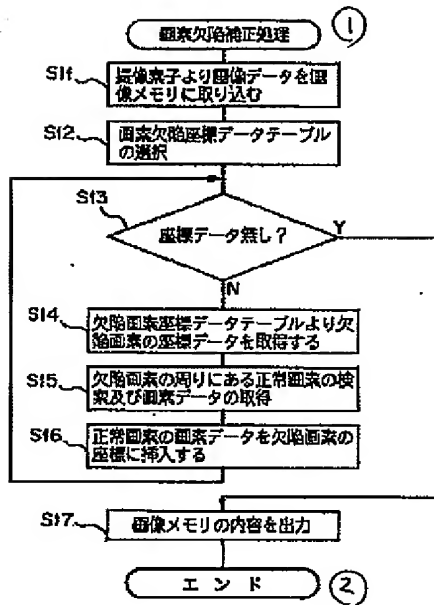 画素欠陥補正処理 ①
S11 撮像素子より画像データを画
像メモリに取り込む
S12 画素欠陥座標データテーブル
の選択
S13 座標データ無し? Y
N
S14 欠陥画素座標データテーブルより欠
陥画素の座標データを取得する
S15 欠陥画素の周りにある正常画素の検
索及び画素データの取得
S16 正常画素の画素データを欠陥画素の
座標に挿入する
S17 画像メモリの内容を出力
エンド ②